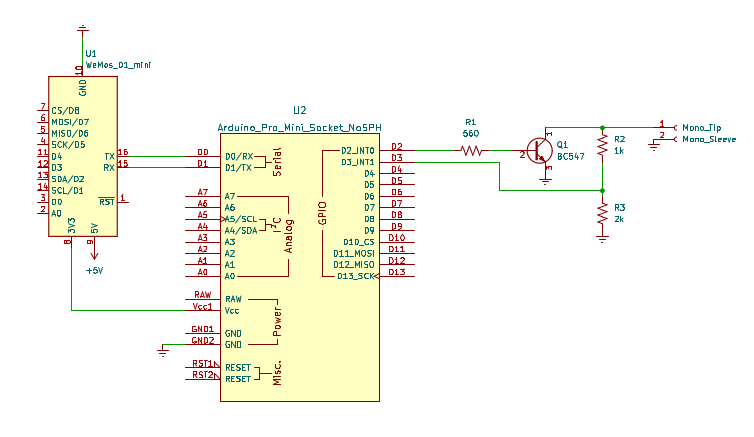 U1
WeMos_D1_mini
10
GND
7 CS/D8
6 MOSI/D7
5 MISO/D6
4 SCK/D5
11 D4
12 D3
13 SDA/D2
14 SCL/D1
3 D0
2 A0
TX 16
RX 15
RST 1
3V3
5V
8
9
+5V
U2
Arduino_Pro_Mini_Socket_NoSPH
D0 D0/RX
D1 D1/TX
Serial
A7 A7
A6 A6
A5 A5/SCL
A4 A4/SDA
I²C
A3 A3
A2 A2
A1 A1
A0 A0
Analog
RAW RAW
Vcc1 Vcc
GND1 GND
GND2 GND
Power
RST1 RESET
RST2 RESET
Misc.
GPIO
D2_INT0 D2
D3_INT1 D3
D4 D4
D5 D5
D6 D6
D7 D7
D8 D8
D9 D9
D10_CS D10
D11_MOSI D11
D12_MISO D12
D13_SCK D13
R1
560
Q1
BC547
1
2
3
R2
1k
R3
2k
1 Mono_Tip
2 Mono_Sleeve